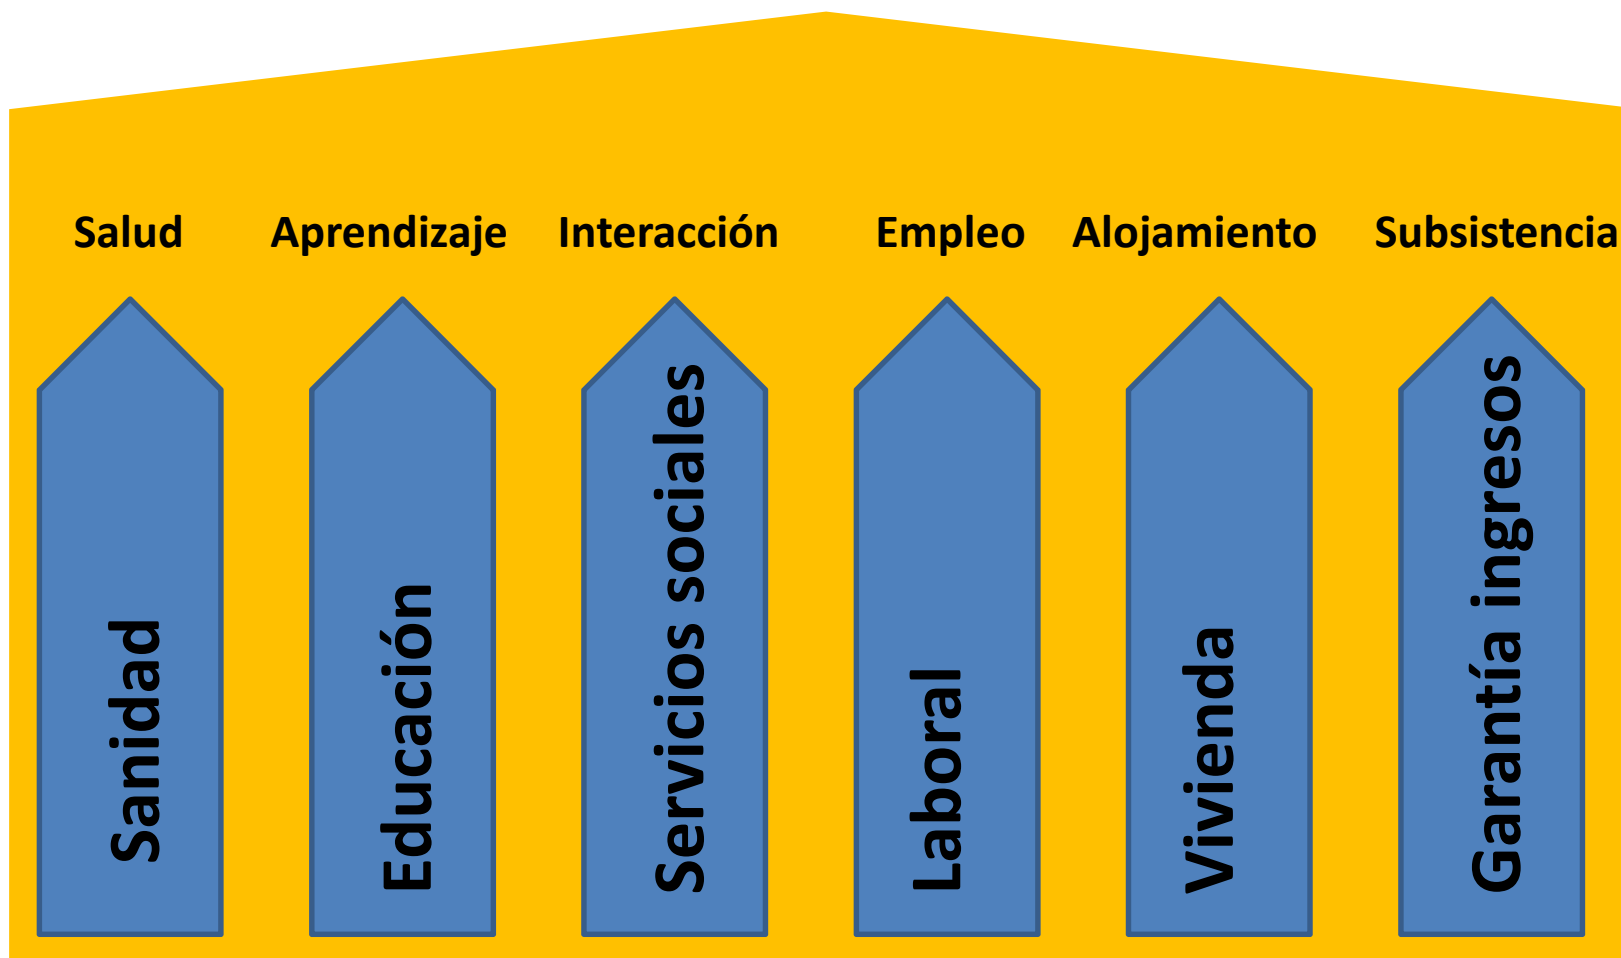 Salud
Aprendizaje
Interacción
Empleo
Alojamiento
Subsistencia
Sanidad
Educación
Servicios sociales
Laboral
Vivienda
Garantía ingresos